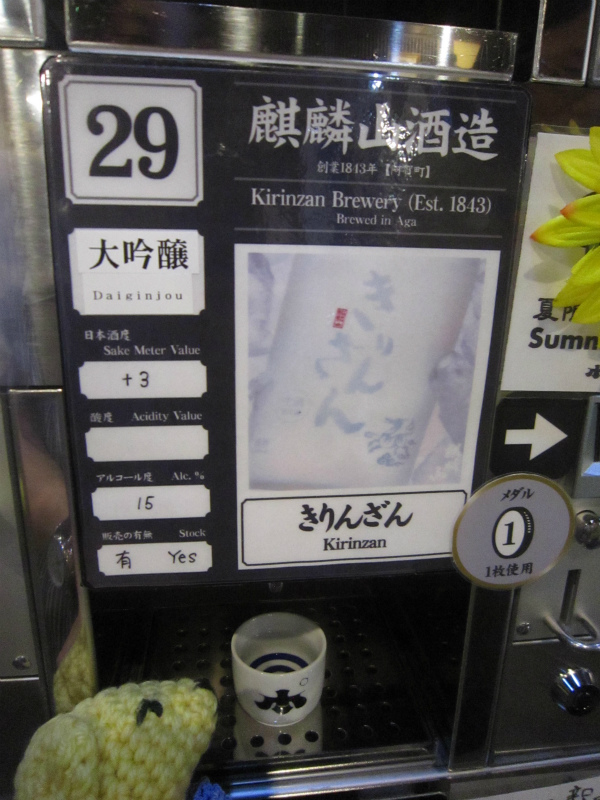 29
麒麟山酒造
創業1843年【阿賀町】
Kirinzan Brewery (Est. 1843)
Brewed in Aga
大吟醸
Daiginjou
日本酒度
Sake Meter Value
+3
酸度 Acidity Value
アルコール度 Alc. %
15
販売の有無 Stock
有 Yes
きりんざん
きりんざん
Kirinzan
メダル
1
1枚使用
夏限
Summ